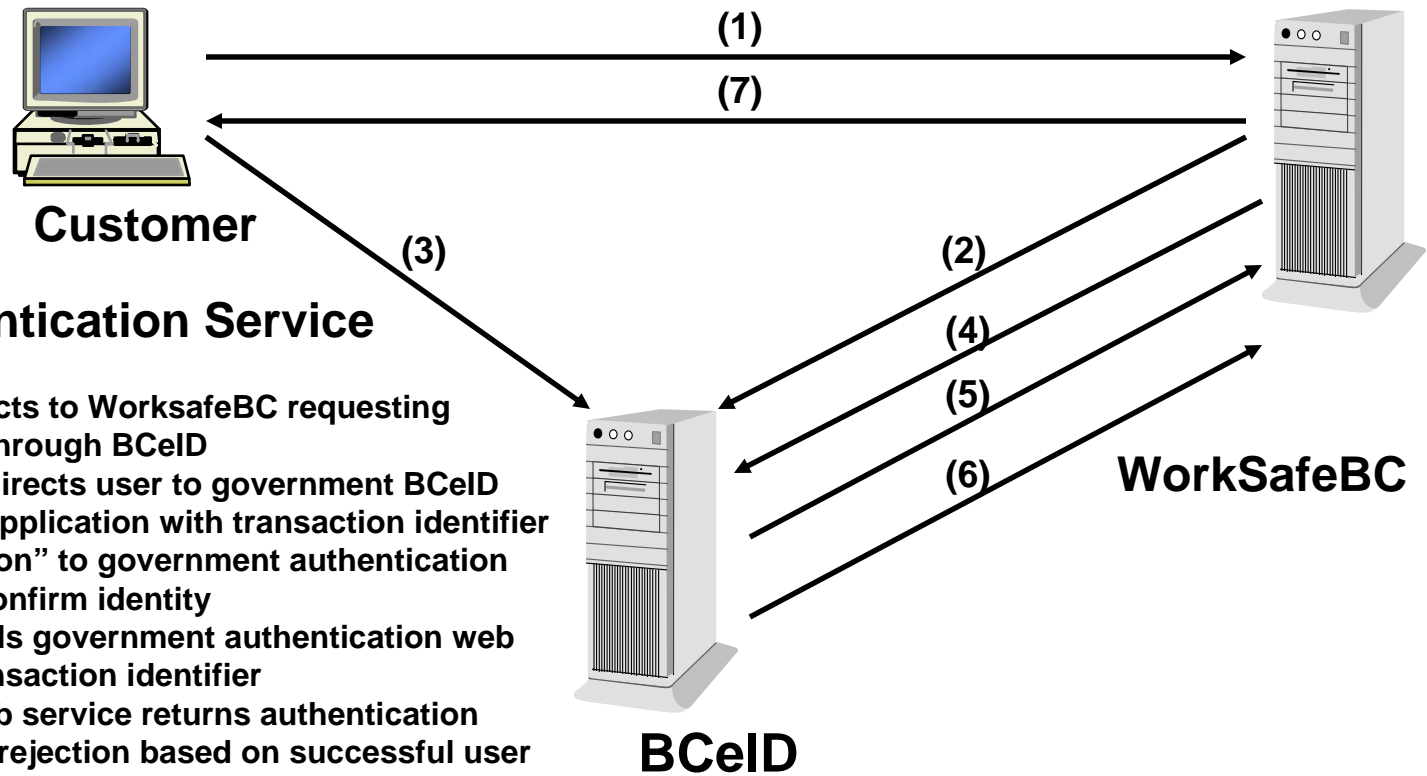 (1)
(7)
Customer
(3)
(2)
ntication Service
(4)
cts to WorksafeBC requesting
(5)
hrough BCeID
WorkSafeBC
(6)
directs user to government BCeID
pplication with transaction identifier
on” to government authentication
onfirm identity
ls government authentication web
nsaction identifier
b service returns authentication
rejection based on successful user
BCeID